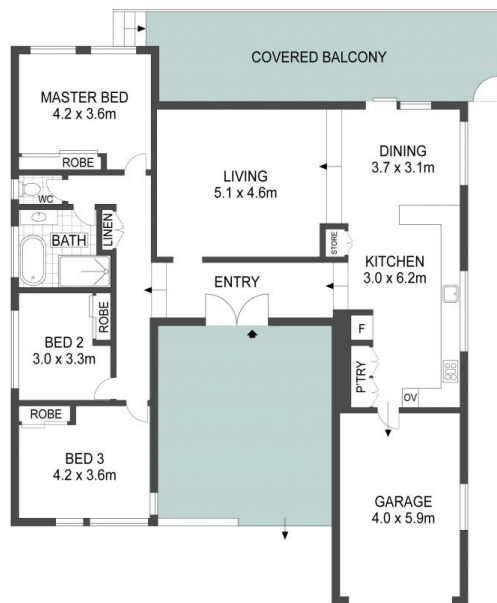 COVERED BALCONY
MASTER BED
4.2 x 3.6m
ROBE
WC
BATH
LINEN
LIVING
5.1 x 4.6m
DINING
3.7 x 3.1m
STORE
KITCHEN
3.0 x 6.2m
ENTRY
ROBE
BED 2
3.0 x 3.3m
F
P'TRY
OV
ROBE
BED 3
4.2 x 3.6m
GARAGE
4.0 x 5.9m